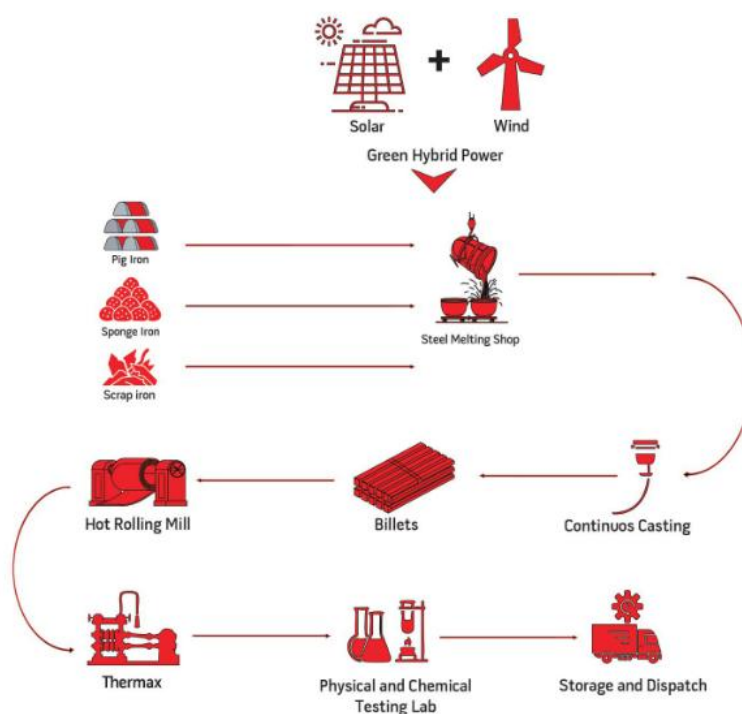 Solar
Wind
Green Hybrid Power
Pig Iron
Sponge Iron
Scrap iron
Steel Melting Shop
Hot Rolling Mill
Billets
Continuos Casting
Thermax
Physical and Chemical
Testing Lab
Storage and Dispatch